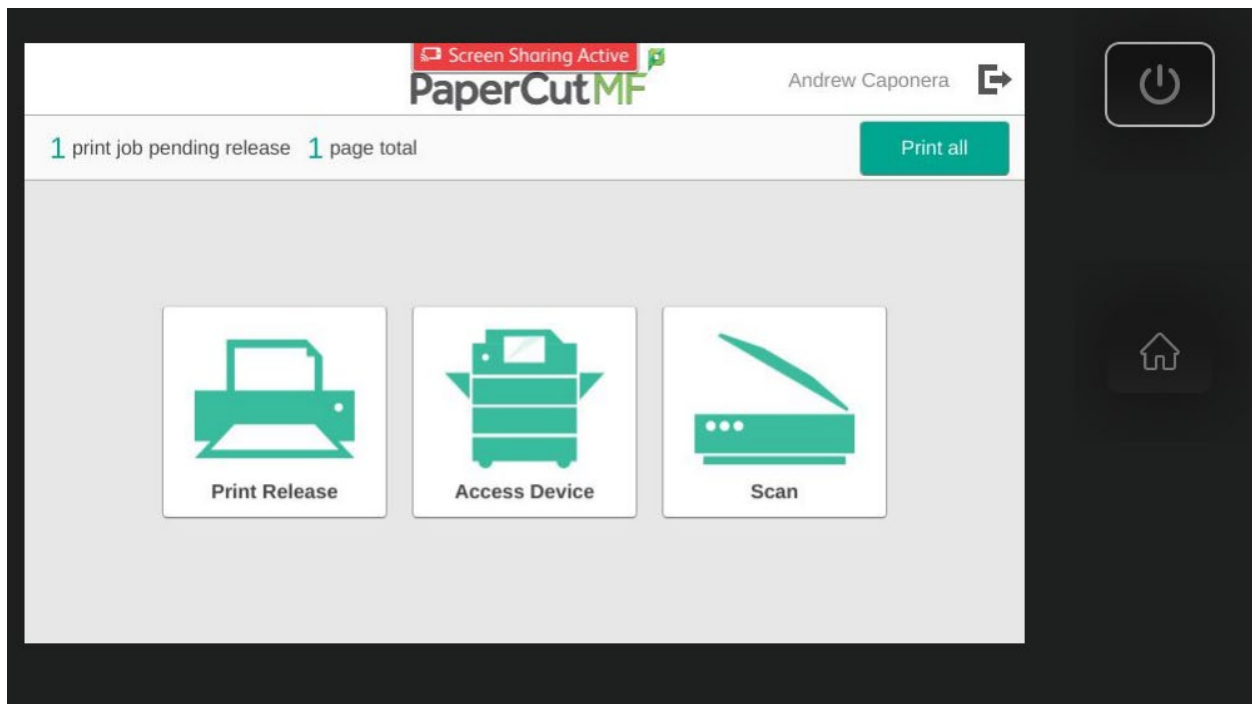 Screen Sharing Active
PaperCutMF
Andrew Caponera
1 print job pending release 1 page total
Print all
Print Release
Access Device
Scan